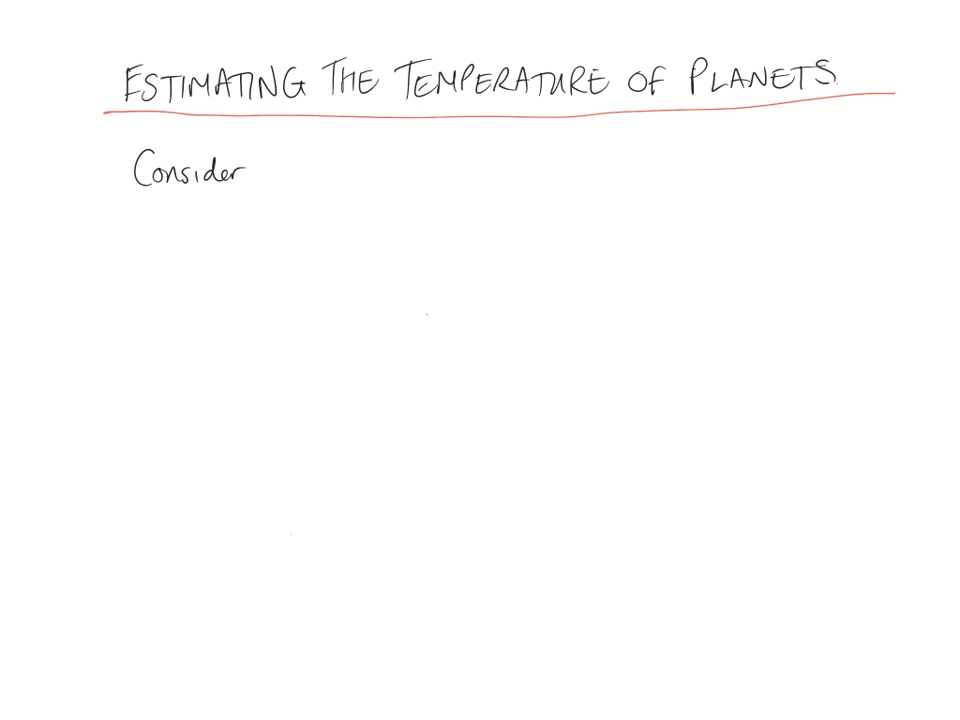 ESTIMATING THE TEMPERATURE OF PLANETS.
Consider